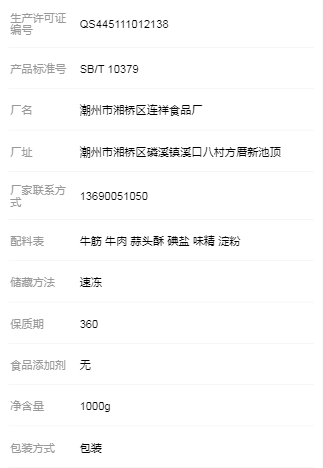 生产许可证
编号
QS445111012138
产品标准号 SB/T 10379
厂名 潮州市湘桥区连祥食品厂
厂址 潮州市湘桥区磷溪镇溪口八村方厝新池顶
厂家联系方
式
13690051050
配料表 牛筋 牛肉 蒜头酥 碘盐 味精 淀粉
储藏方法 速冻
保质期 360
食品添加剂 无
净含量 1000g
包装方式 包装